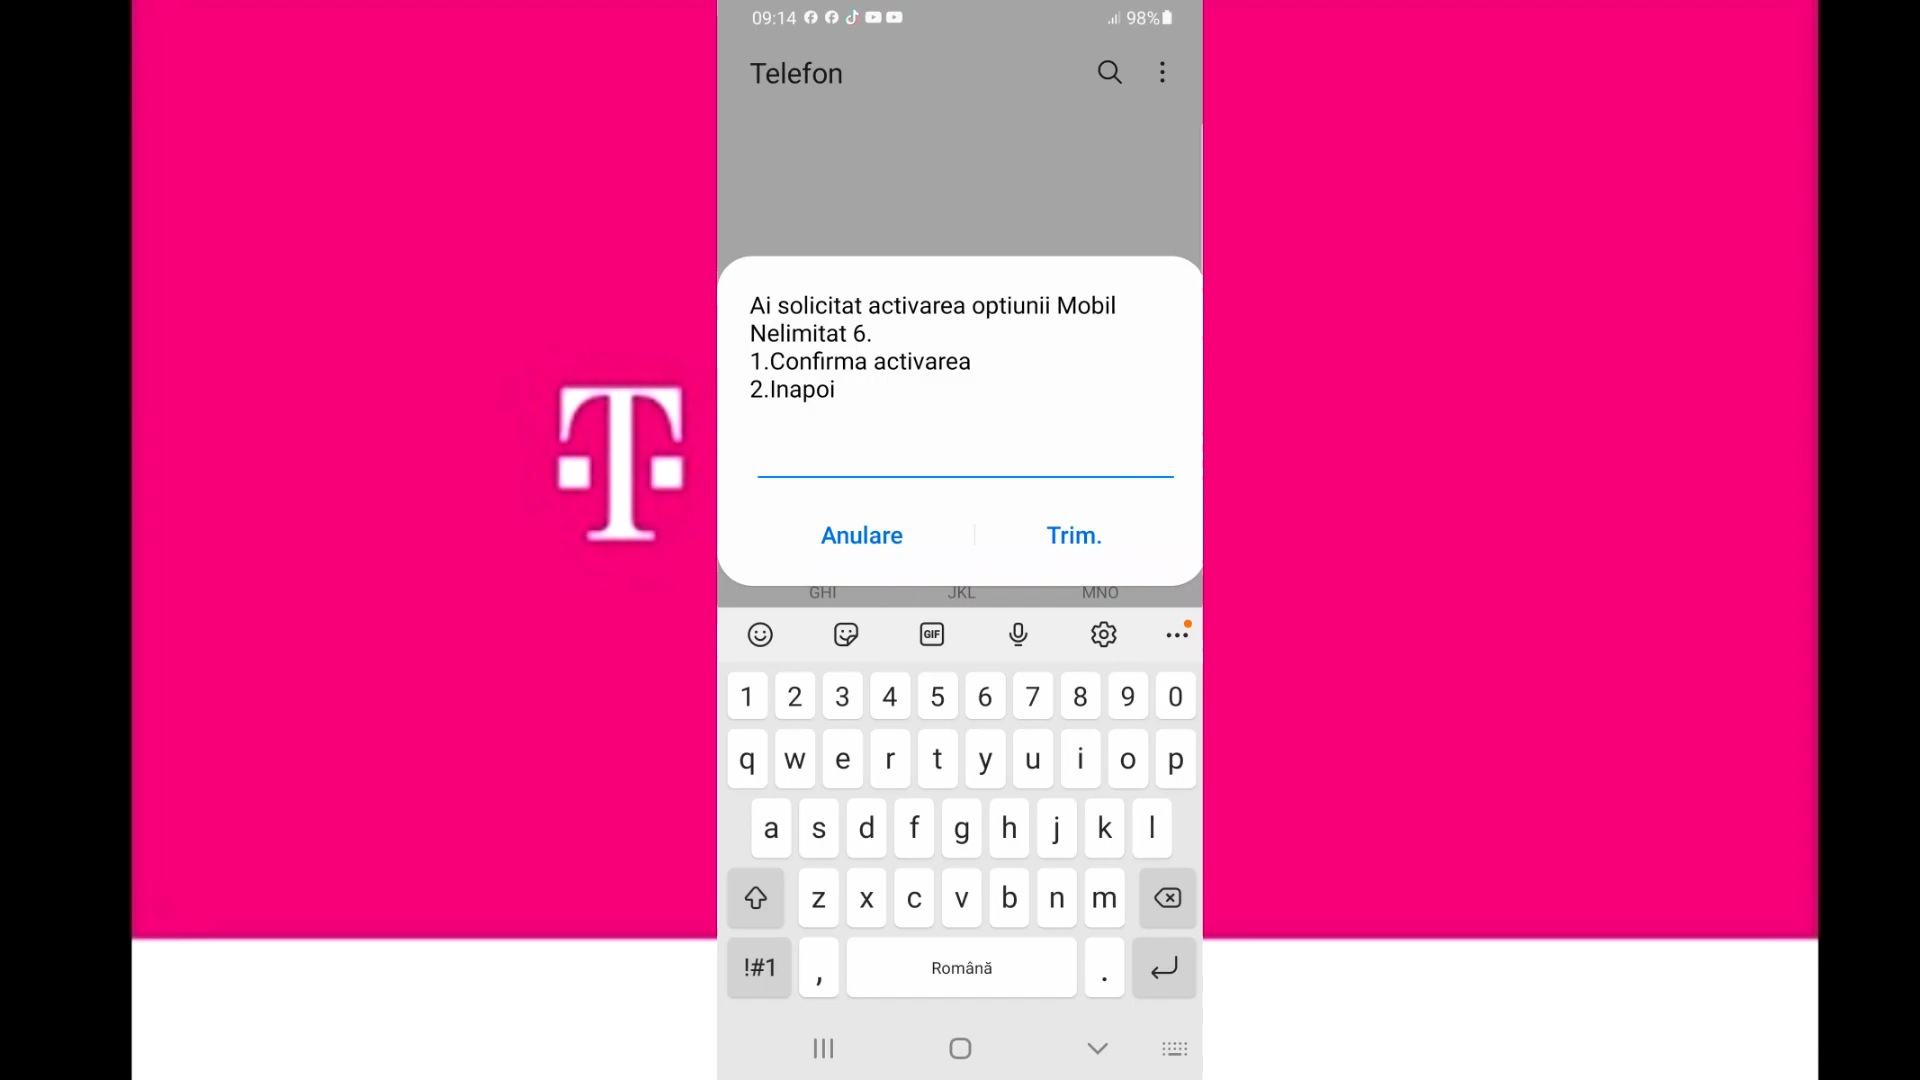 09:14
98%
Telefon
Ai solicitat activarea optiunii Mobil
Nelimitat 6.
1.Confirma activarea
2.Inapoi
Anulare Trim.
GHI JKL MNO
GIF
1 2 3 4 5 6 7 8 9 0
q w e r t y u i o p
a s d f g h j k l
z x c v b n m
!#1 , Română .
T